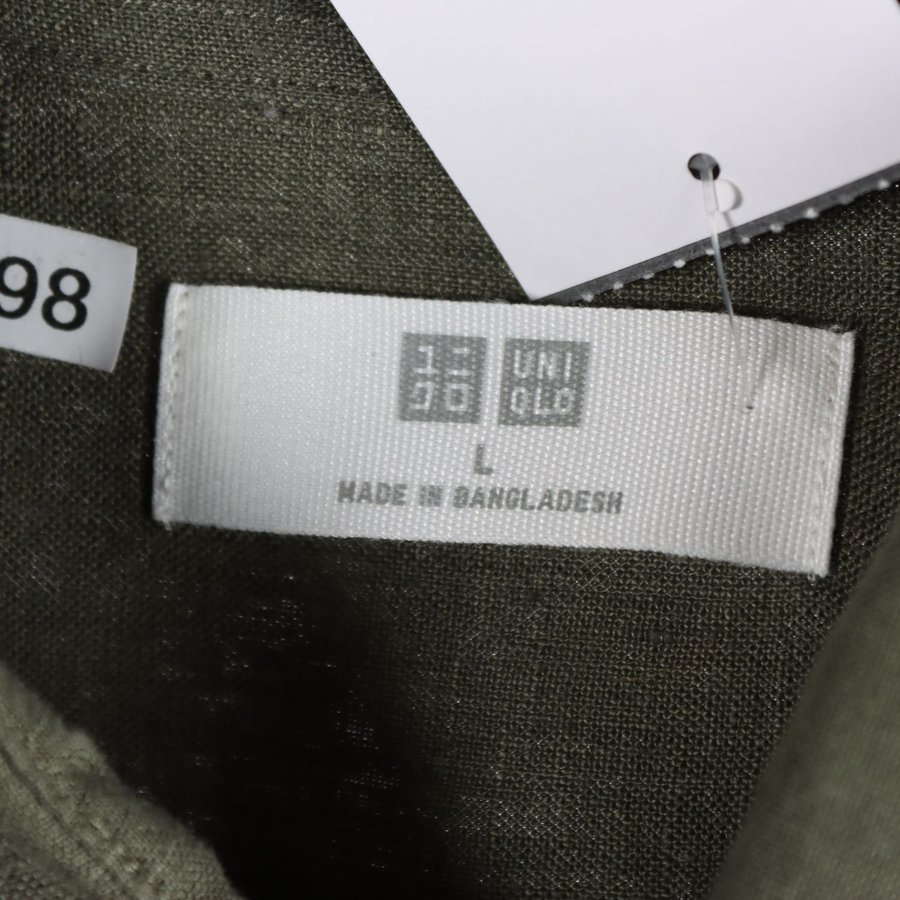 98
ユニ
クロ
UNI
QLO
L
MADE IN BANGLADESH